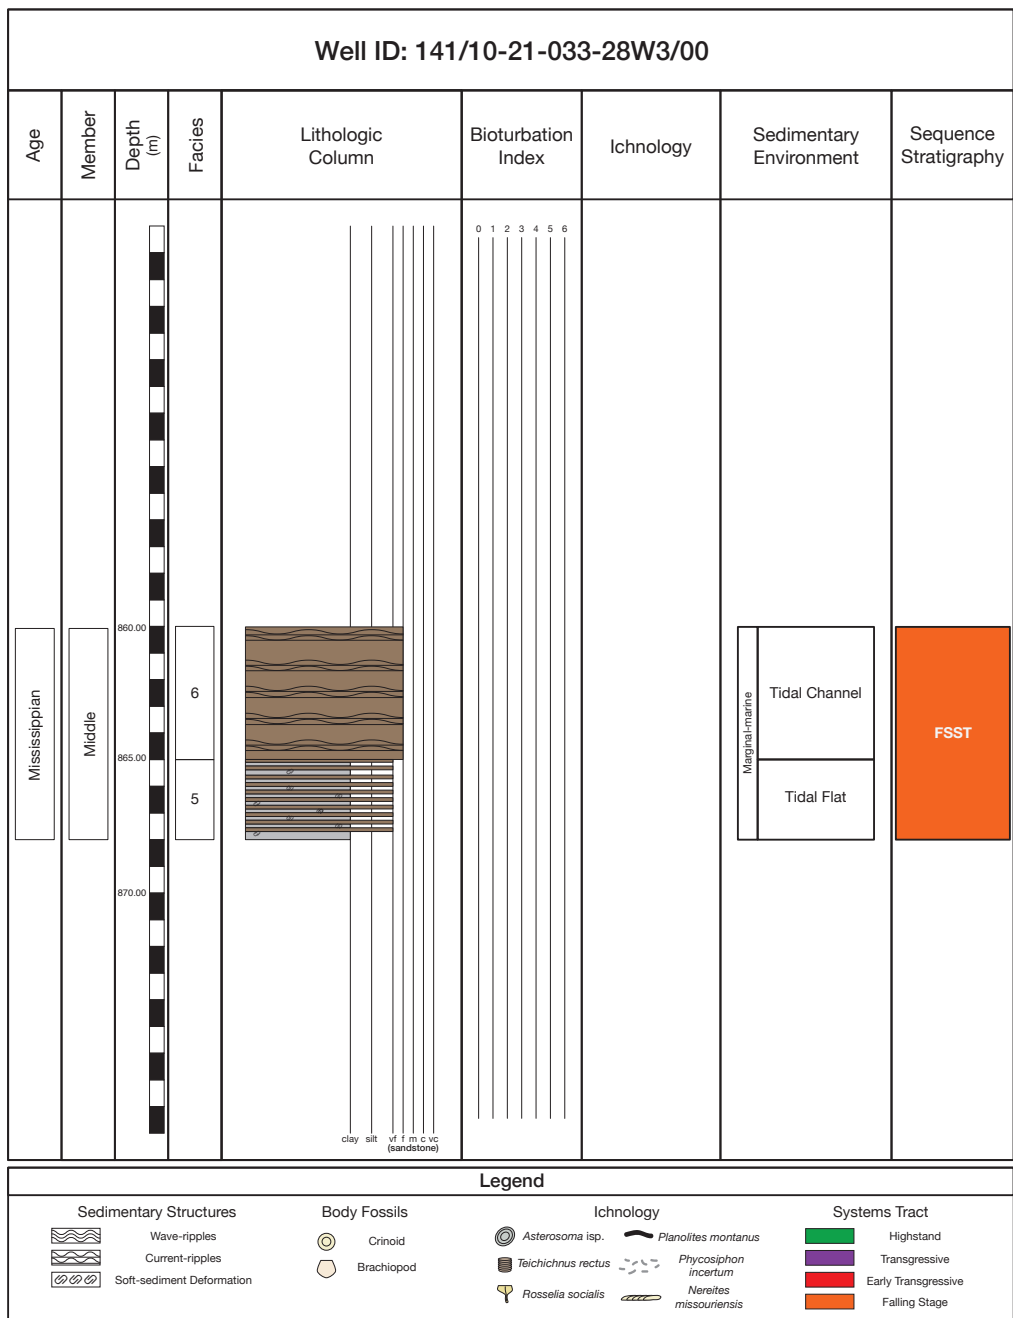 Well ID: 141/10-21-033-28W3/00
Age
Member
Depth
(m)
Facies
Lithologic
Column
Bioturbation
Index
Ichnology
Sedimentary
Environment
Sequence
Stratigraphy
0 1 2 3 4 5 6
860.00
865.00
870.00
Mississippian
Middle
6
5
Marginal-marine
Tidal Channel
Tidal Flat
FSST
clay silt vf f m c vc
(sandstone)
Legend
Sedimentary Structures
Wave-ripples
Current-ripples
Soft-sediment Deformation
Body Fossils
Crinoid
Brachiopod
Ichnology
Asterosoma isp.
Teichichnus rectus
Rosselia socialis
Planolites montanus
Phycosiphon
incertum
Nereites
missouriensis
Systems Tract
Highstand
Transgressive
Early Transgressive
Falling Stage